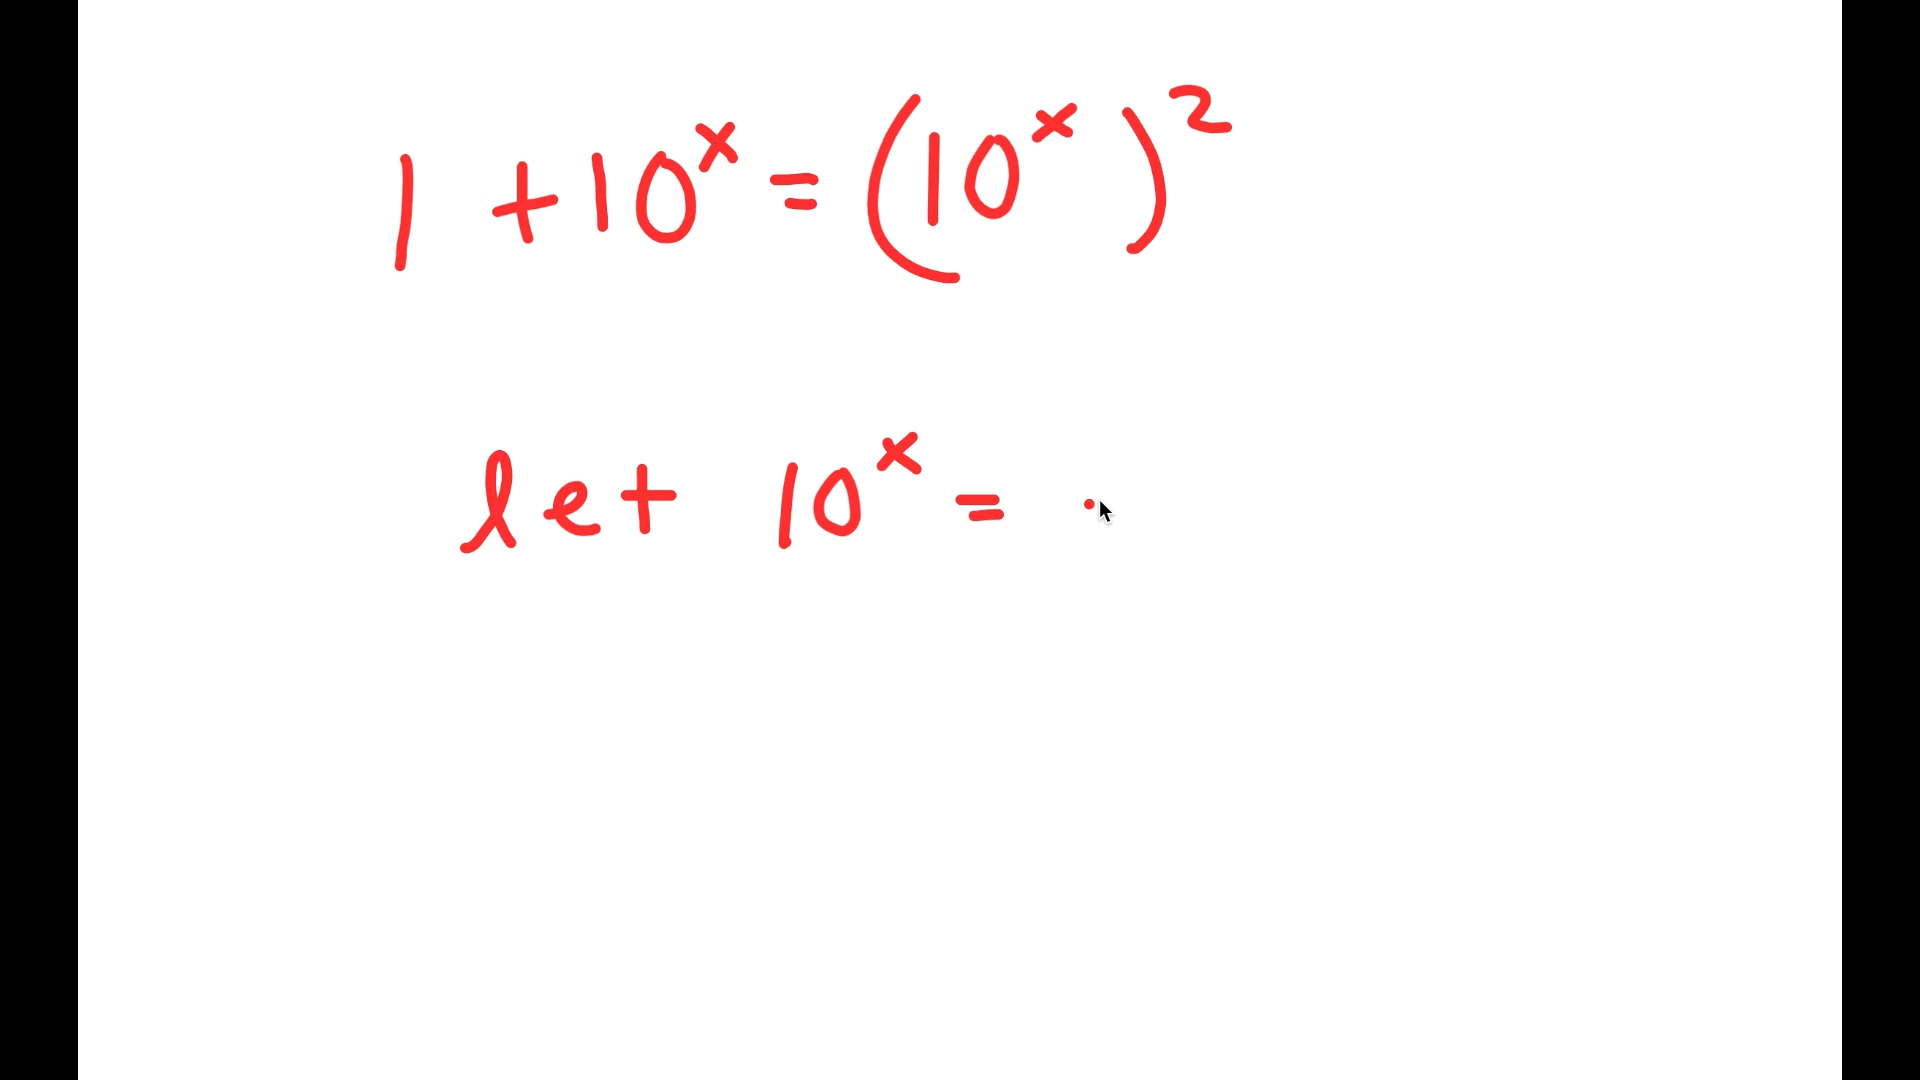 1 + 10^x = (10^x)^2
let 10^x =